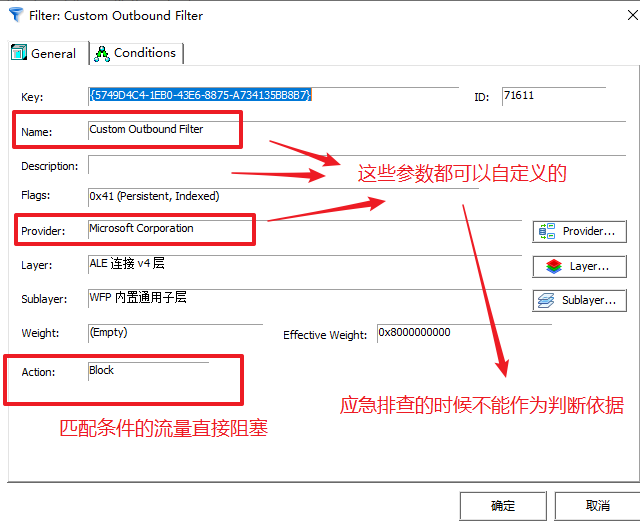 Filter: Custom Outbound Filter
General
Conditions
Key: {5749D4C4-1EB0-43E6-8875-A734135BB8B7} ID: 71611
Name: Custom Outbound Filter
Description:
这些参数都可以自定义的
Flags: 0x41 (Persistent, Indexed)
Provider: Microsoft Corporation Provider...
Layer: ALE 连接 v4 层 Layer...
Sublayer: WFP 内置通用子层 Sublayer...
Weight: (Empty) Effective Weight: 0x8000000000
Action: Block
应急排查的时候不能作为判断依据
匹配条件的流量直接阻塞
确定 取消